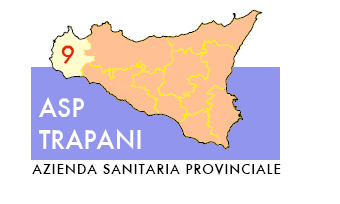 9
ASP
TRAPANI
AZIENDA SANITARIA PROVINCIALE